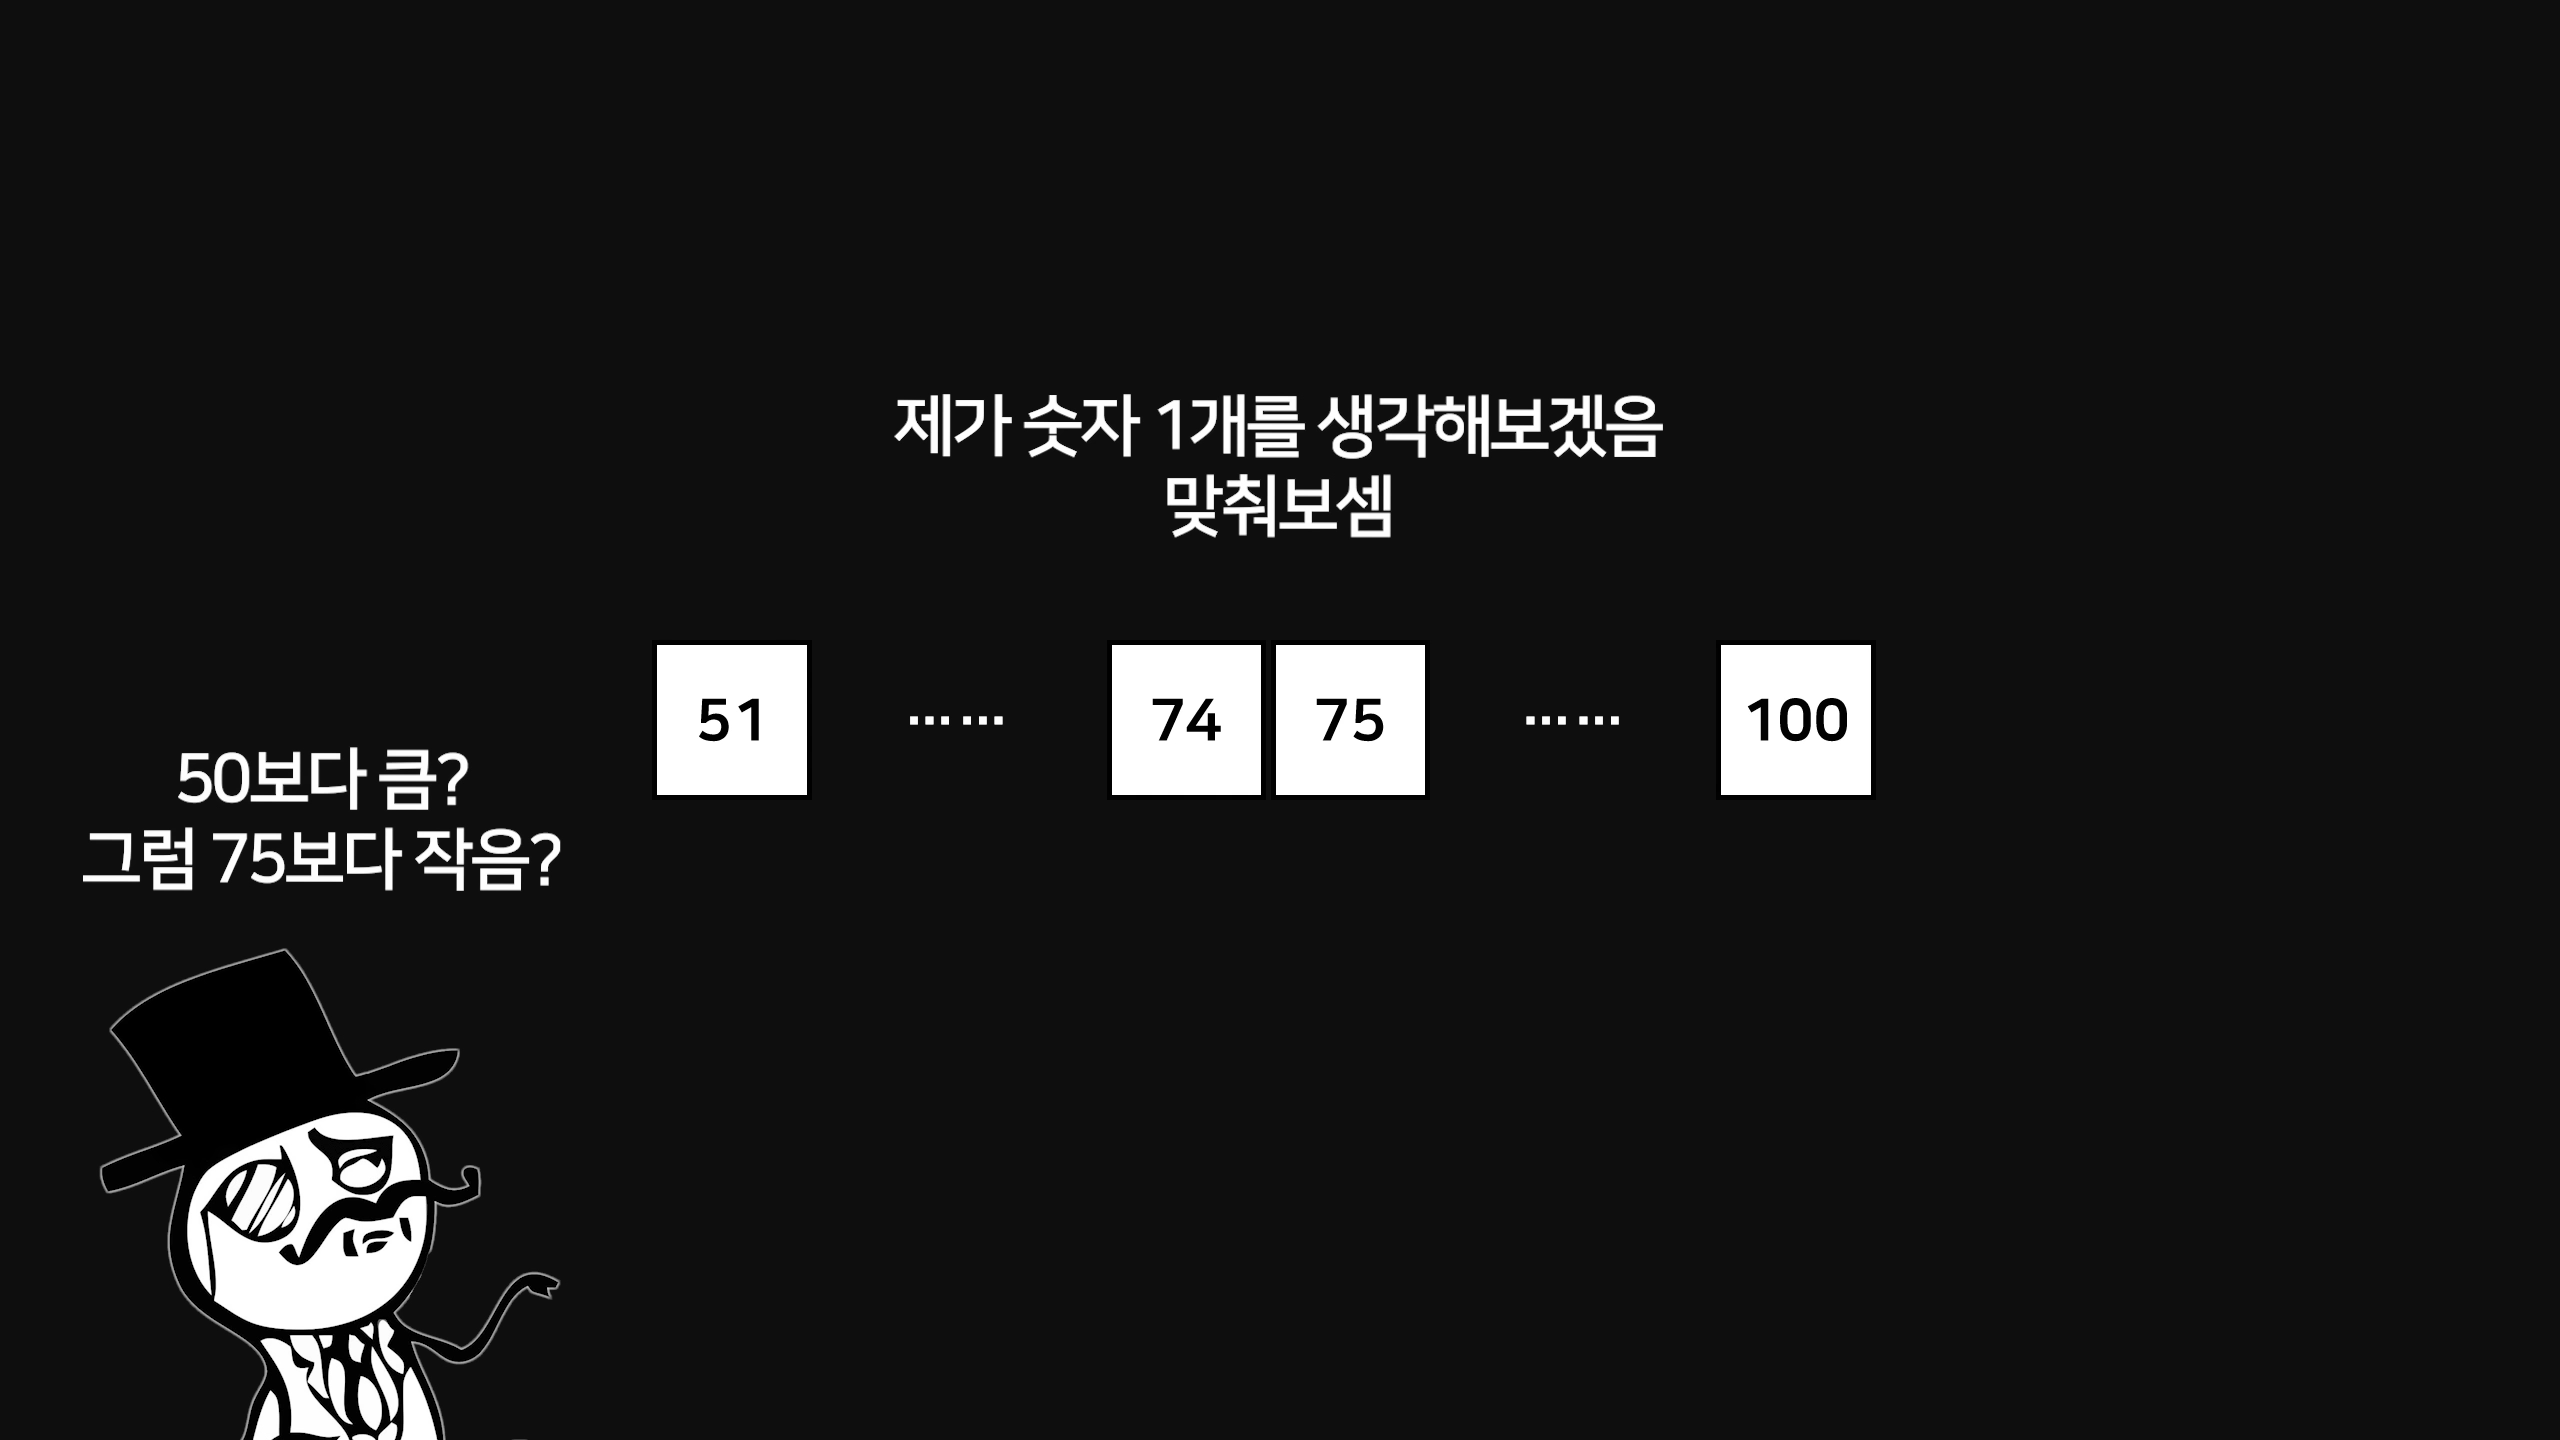 제가 숫자 1개를 생각해보겠음
맞춰보셈
51 ...... 74 75 ...... 100
50보다 큼?
그럼 75보다 작음?